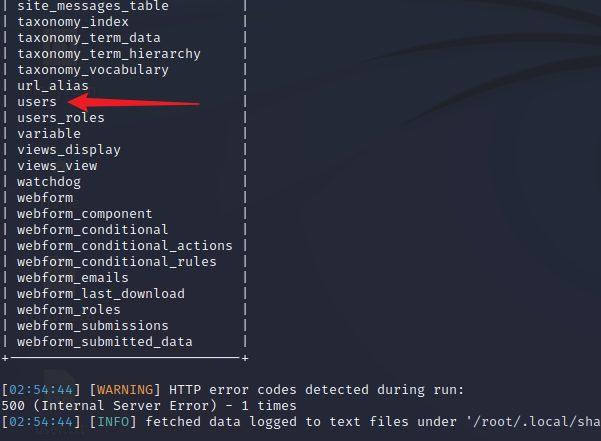 | site_messages_table |
| taxonomy_index |
| taxonomy_term_data |
| taxonomy_term_hierarchy |
| taxonomy_vocabulary |
| url_alias |
| users |
| users_roles |
| variable |
| views_display |
| views_view |
| watchdog |
| webform |
| webform_component |
| webform_conditional |
| webform_conditional_actions |
| webform_conditional_rules |
| webform_emails |
| webform_last_download |
| webform_roles |
| webform_submissions |
| webform_submitted_data |
+-----------------------------+
[02:54:44] [WARNING] HTTP error codes detected during run:
500 (Internal Server Error) - 1 times
[02:54:44] [INFO] fetched data logged to text files under '/root/.local/sha